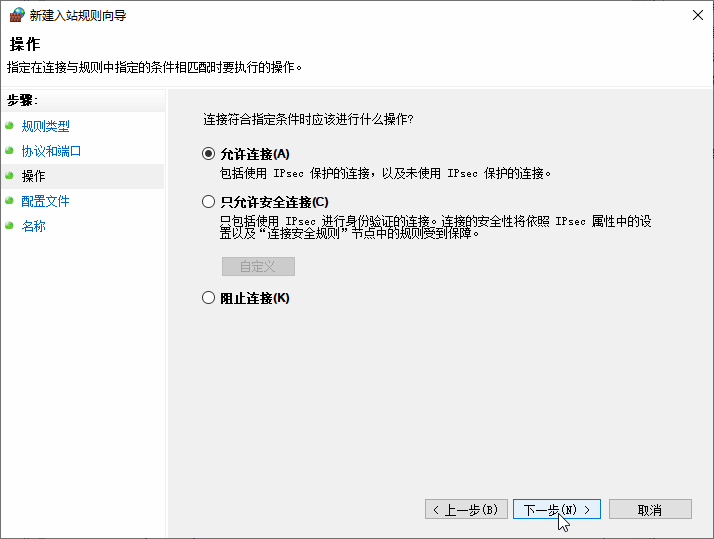 新建入站规则向导
操作
指定在连接与规则中指定的条件相匹配时要执行的操作。
步骤:
规则类型
协议和端口
操作
配置文件
名称
连接符合指定条件时应该进行什么操作?
允许连接(A)
包括使用 IPsec 保护的连接，以及未使用 IPsec 保护的连接。
只允许安全连接(C)
只包括使用 IPsec 进行身份验证的连接。连接的安全性将依照 IPsec 属性中的设
置以及“连接安全规则”节点中的规则受到保障。
自定义
阻止连接(K)
< 上一步(B)
下一步(N) >
取消